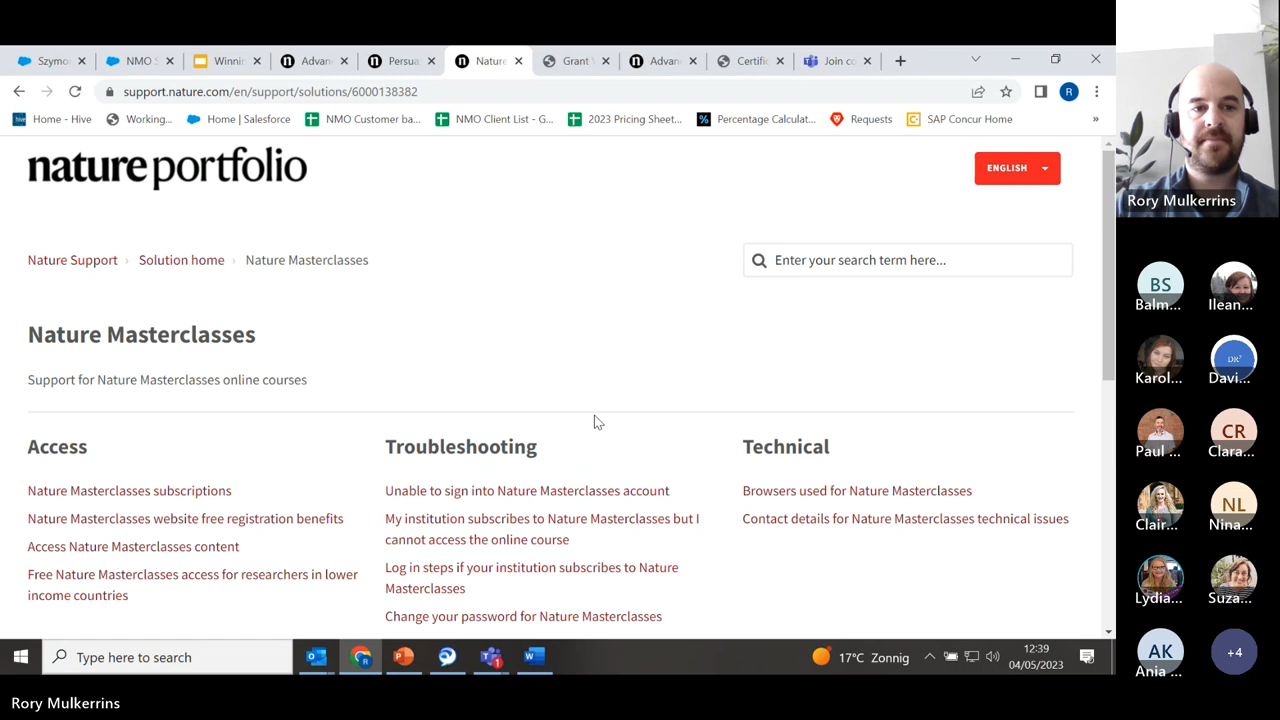 Szymo
NMO S
Winnin
Advan
Persua
Nature
Grant W
Advan
Certific
Join co
support.nature.com/en/support/solutions/6000138382
R
Home - Hive
Working...
Home | Salesforce
NMO Customer ba...
NMO Client List - G...
2023 Pricing Sheet...
Percentage Calculat...
Requests
SAP Concur Home
»
nature portfolio
ENGLISH
Nature Support › Solution home › Nature Masterclasses
Enter your search term here...
Nature Masterclasses
Support for Nature Masterclasses online courses
Access
Nature Masterclasses subscriptions
Nature Masterclasses website free registration benefits
Access Nature Masterclasses content
Free Nature Masterclasses access for researchers in lower
income countries
Troubleshooting
Unable to sign into Nature Masterclasses account
My institution subscribes to Nature Masterclasses but I
cannot access the online course
Log in steps if your institution subscribes to Nature
Masterclasses
Change your password for Nature Masterclasses
Technical
Browsers used for Nature Masterclasses
Contact details for Nature Masterclasses technical issues
Type here to search
17°C Zonnig
12:39
04/05/2023
Rory Mulkerrins
BS
Balm...
Ilean...
Karol...
DR
Davi...
Paul ...
CR
Clara...
Clair...
NL
Nina...
Lydia...
Suza...
AK
Ania ...
+4
Rory Mulkerrins